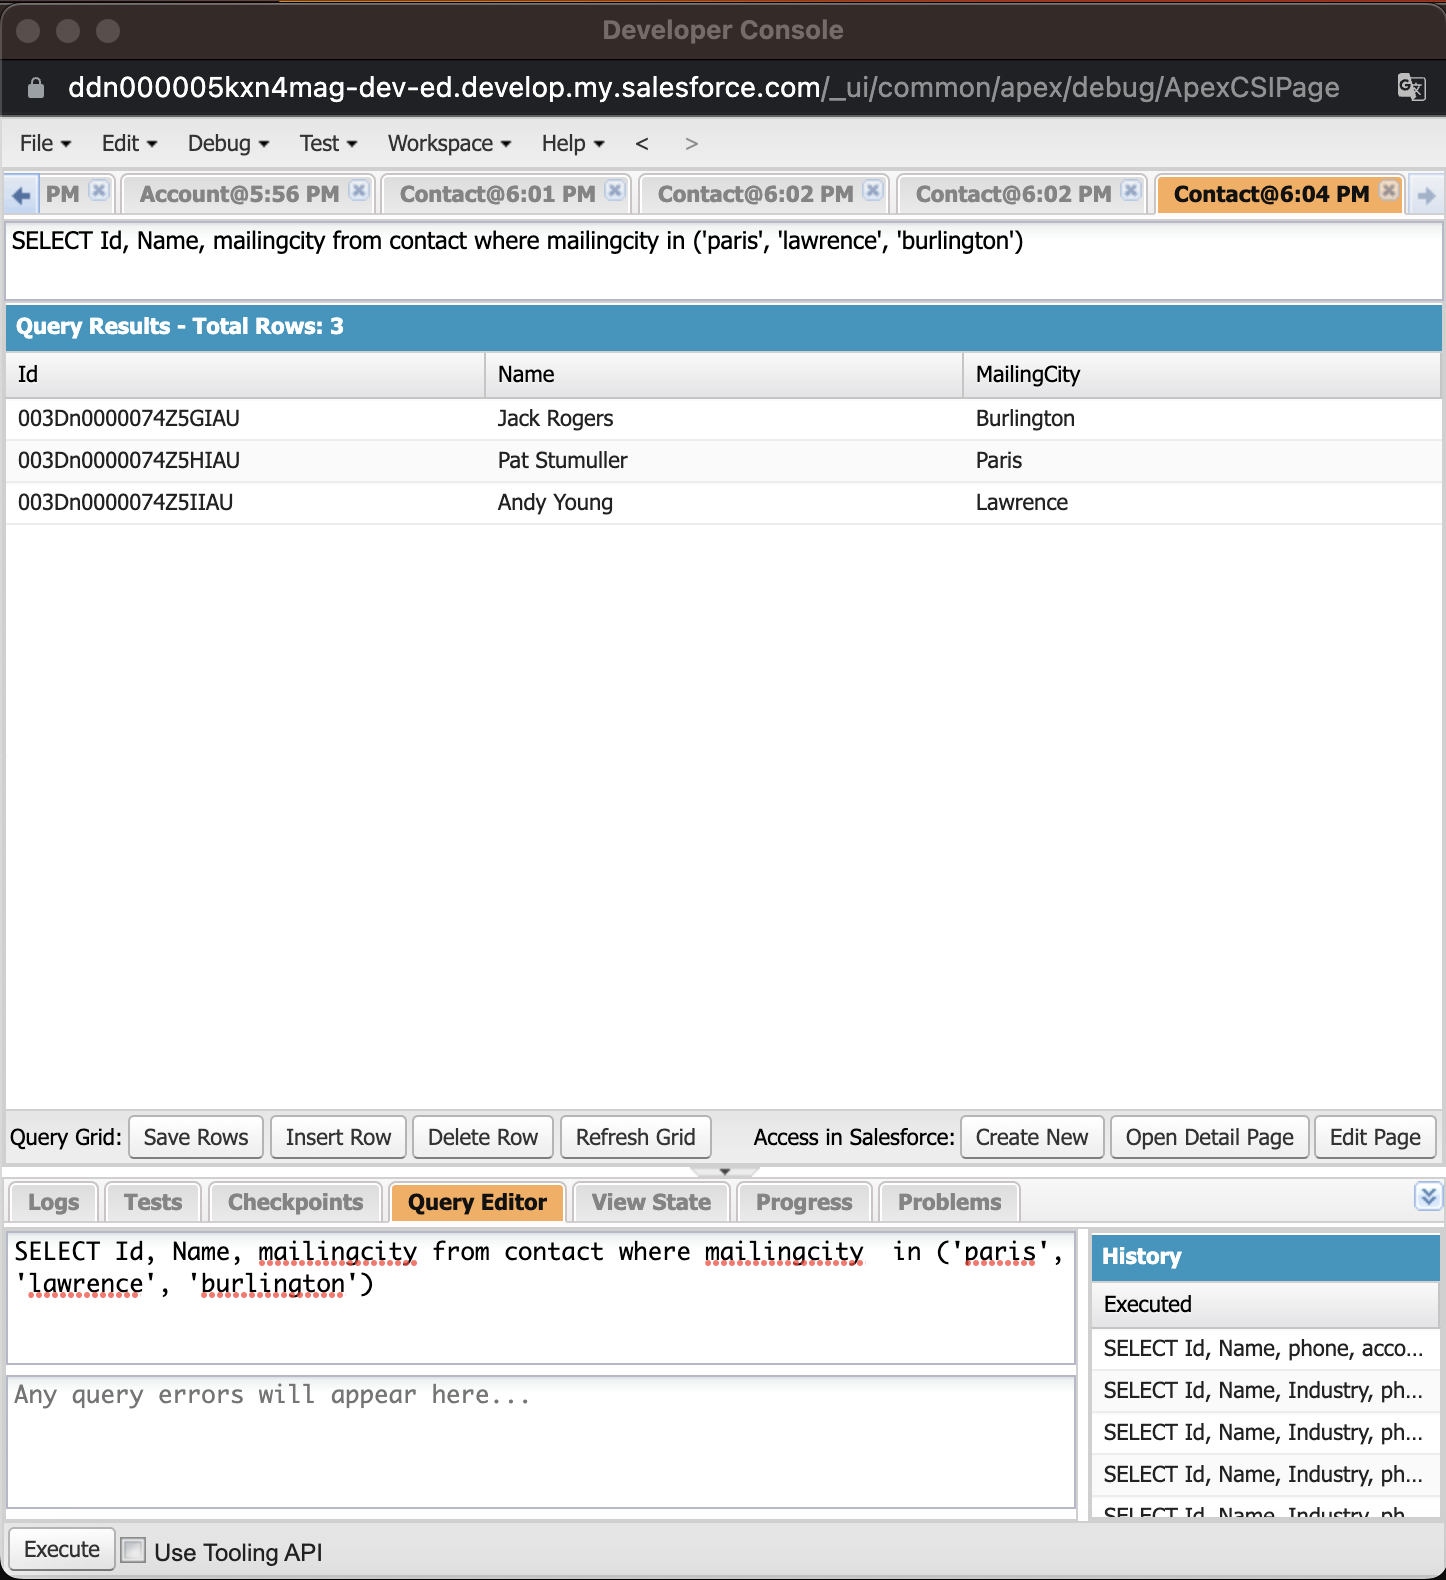 Developer Console
ddn000005kxn4mag-dev-ed.develop.my.salesforce.com/_ui/common/apex/debug/ApexCSIPage
File Edit Debug Test Workspace Help < >
PM Account@5:56 PM Contact@6:01 PM Contact@6:02 PM Contact@6:02 PM Contact@6:04 PM
SELECT Id, Name, mailingcity from contact where mailingcity in ('paris', 'lawrence', 'burlington')
Query Results - Total Rows: 3
Id Name MailingCity
003Dn0000074Z5GIAU Jack Rogers Burlington
003Dn0000074Z5HIAU Pat Stumuller Paris
003Dn0000074Z5IIAU Andy Young Lawrence
Query Grid: Save Rows Insert Row Delete Row Refresh Grid Access in Salesforce: Create New Open Detail Page Edit Page
Logs Tests Checkpoints Query Editor View State Progress Problems
SELECT Id, Name, mailingcity from contact where mailingcity  in ('paris',
'lawrence', 'burlington')
Any query errors will appear here...
History
Executed
SELECT Id, Name, phone, acco...
SELECT Id, Name, Industry, ph...
SELECT Id, Name, Industry, ph...
SELECT Id, Name, Industry, ph...
SELECT Id, Name, Industry, ph...
Execute Use Tooling API